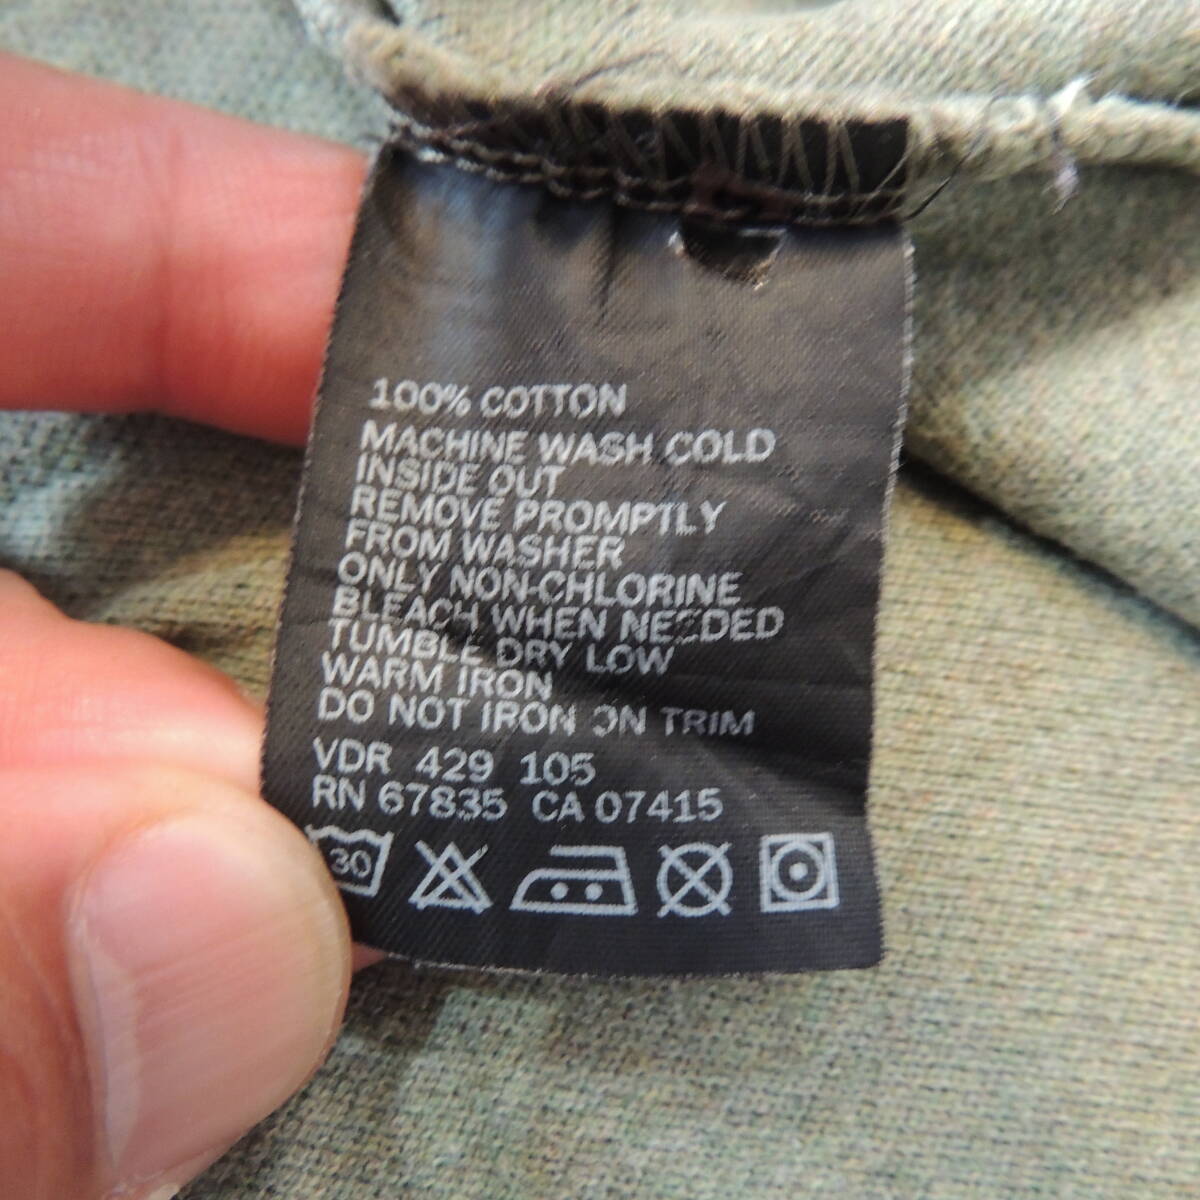 100% COTTON
MACHINE WASH COLD
INSIDE OUT
REMOVE PROMPTLY
FROM WASHER
ONLY NON-CHLORINE
BLEACH WHEN NEEDED
TUMBLE DRY LOW
WARM IRON
DO NOT IRON ON TRIM
VDR 429 105
RN 67835 CA 07415
30